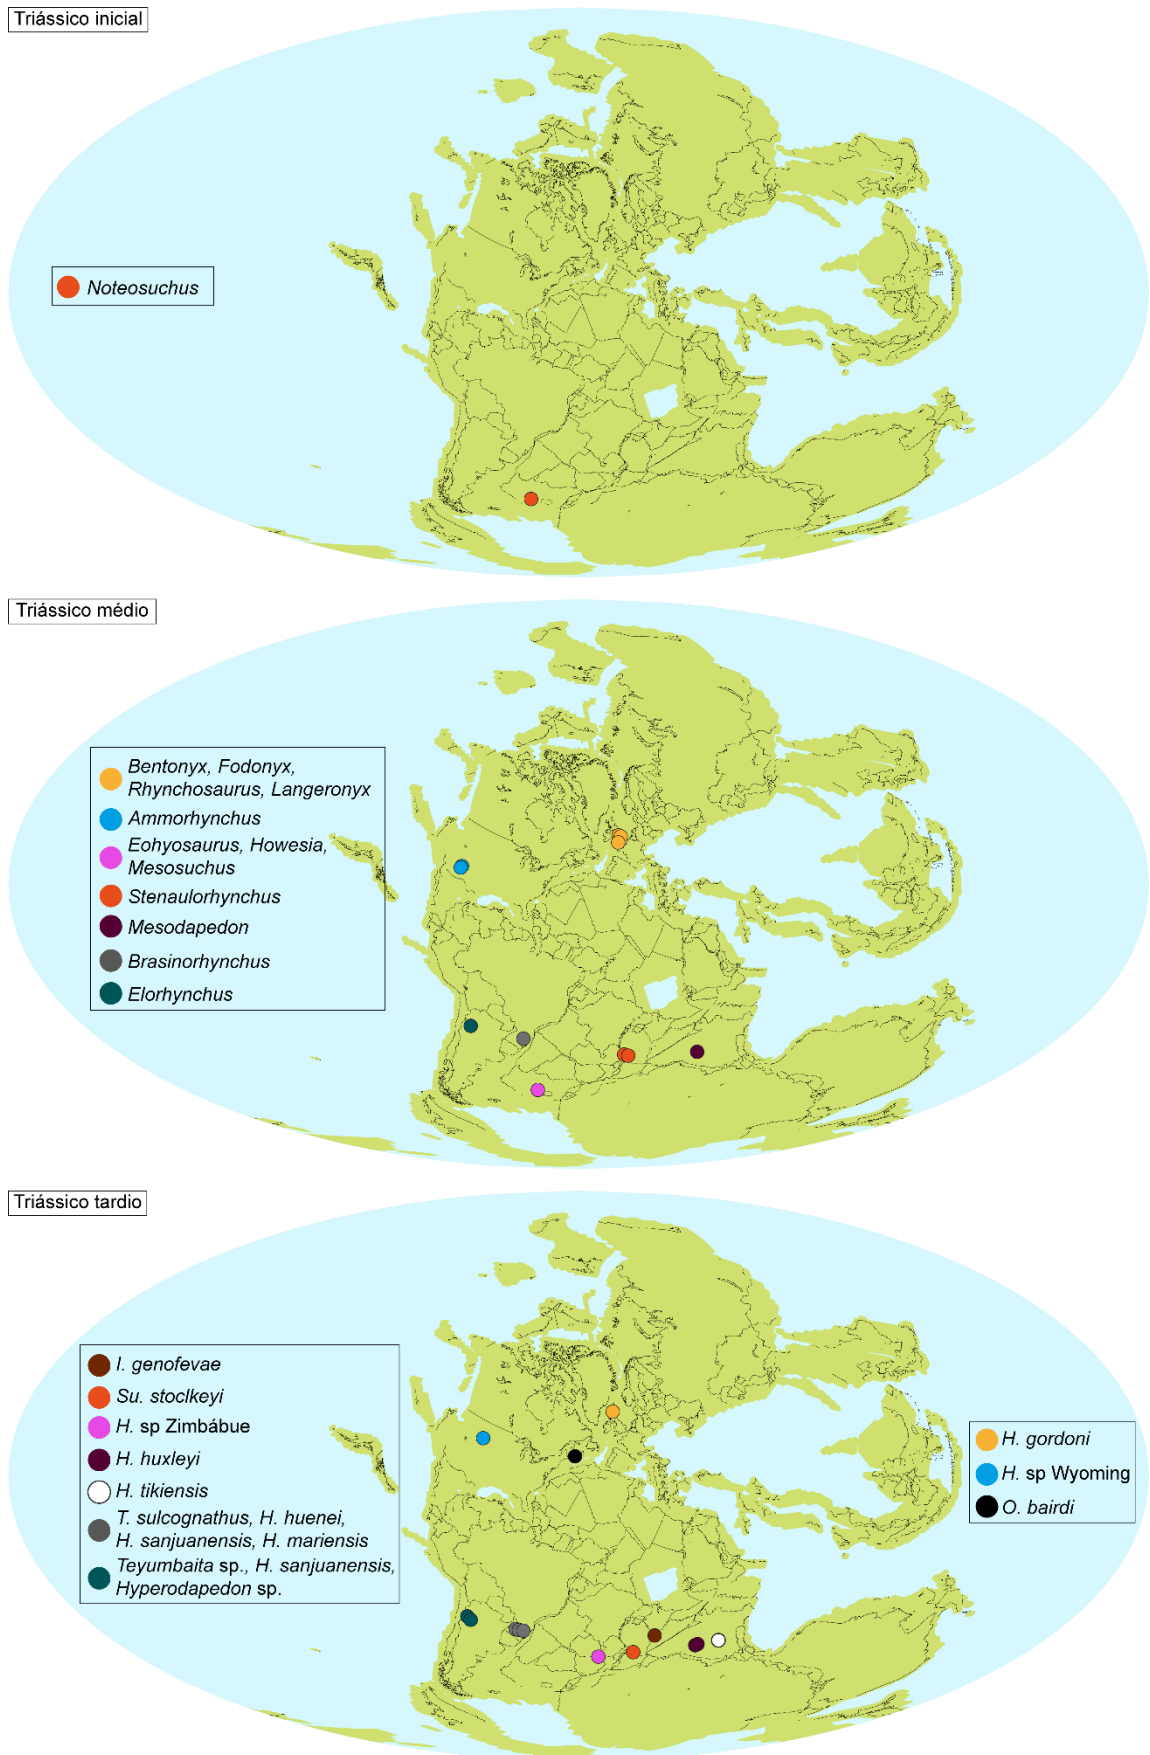 Triássico inicial
Noteosuchus
Triássico médio
Bentonyx, Fodonyx,
Rhynchosaurus, Langeronyx
Ammorhynchus
Eohyosaurus, Howesia,
Mesosuchus
Stenaulorhynchus
Mesodapedon
Brasinorhynchus
Elorhynchus
Triássico tardio
I. genofevae
Su. stoclkeyi
H. sp Zimbábue
H. huxleyi
H. tikiensis
T. sulcognathus, H. huenei,
H. sanjuanensis, H. mariensis
Teyumbaita sp., H. sanjuanensis,
Hyperodapedon sp.
H. gordoni
H. sp Wyoming
O. bairdi